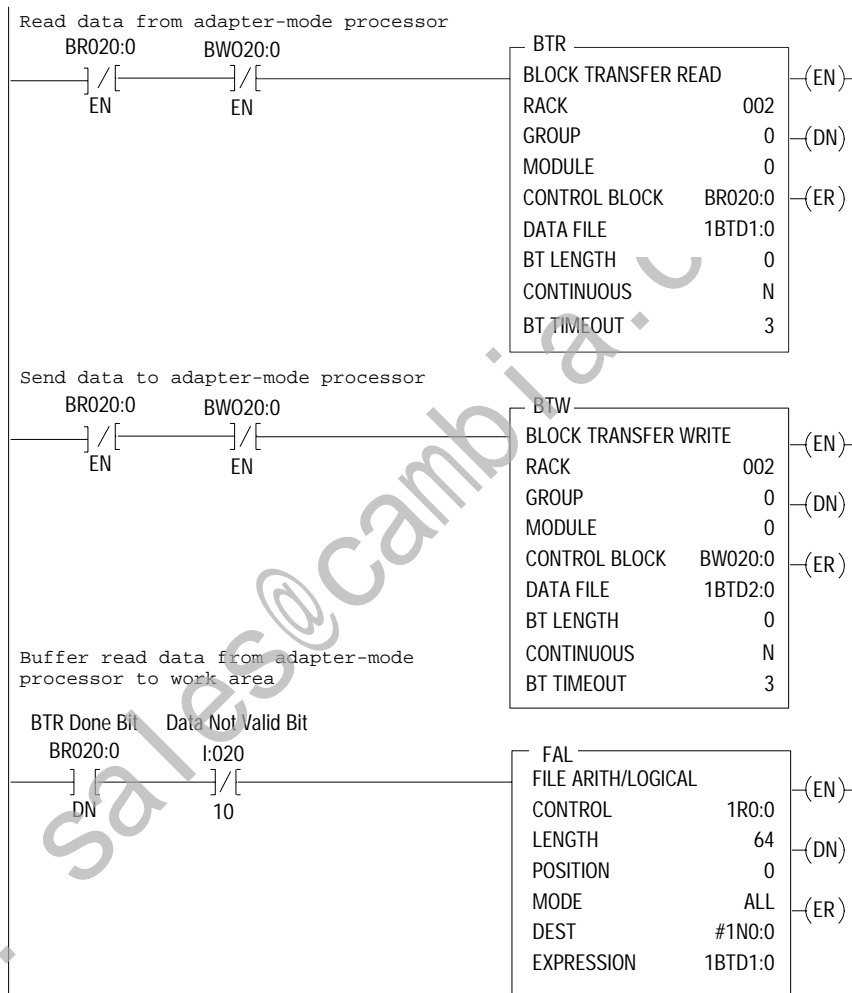 Read data from adapter-mode processor
BR020:0 BW020:0
EN EN
BTR
BLOCK TRANSFER READ (EN)
RACK 002
GROUP 0 (DN)
MODULE 0
CONTROL BLOCK BR020:0 (ER)
DATA FILE 1BTD1:0
BT LENGTH 0
CONTINUOUS N
BT TIMEOUT 3
Send data to adapter-mode processor
BR020:0 BW020:0
EN EN
BTW
BLOCK TRANSFER WRITE (EN)
RACK 002
GROUP 0 (DN)
MODULE 0
CONTROL BLOCK BW020:0 (ER)
DATA FILE 1BTD2:0
BT LENGTH 0
CONTINUOUS N
BT TIMEOUT 3
Buffer read data from adapter-mode
processor to work area
BTR Done Bit Data Not Valid Bit
BR020:0 I:020
DN 10
FAL
FILE ARITH/LOGICAL (EN)
CONTROL 1R0:0
LENGTH 64 (DN)
POSITION 0
MODE ALL (ER)
DEST #1N0:0
EXPRESSION 1BTD1:0
sales@cambia.c